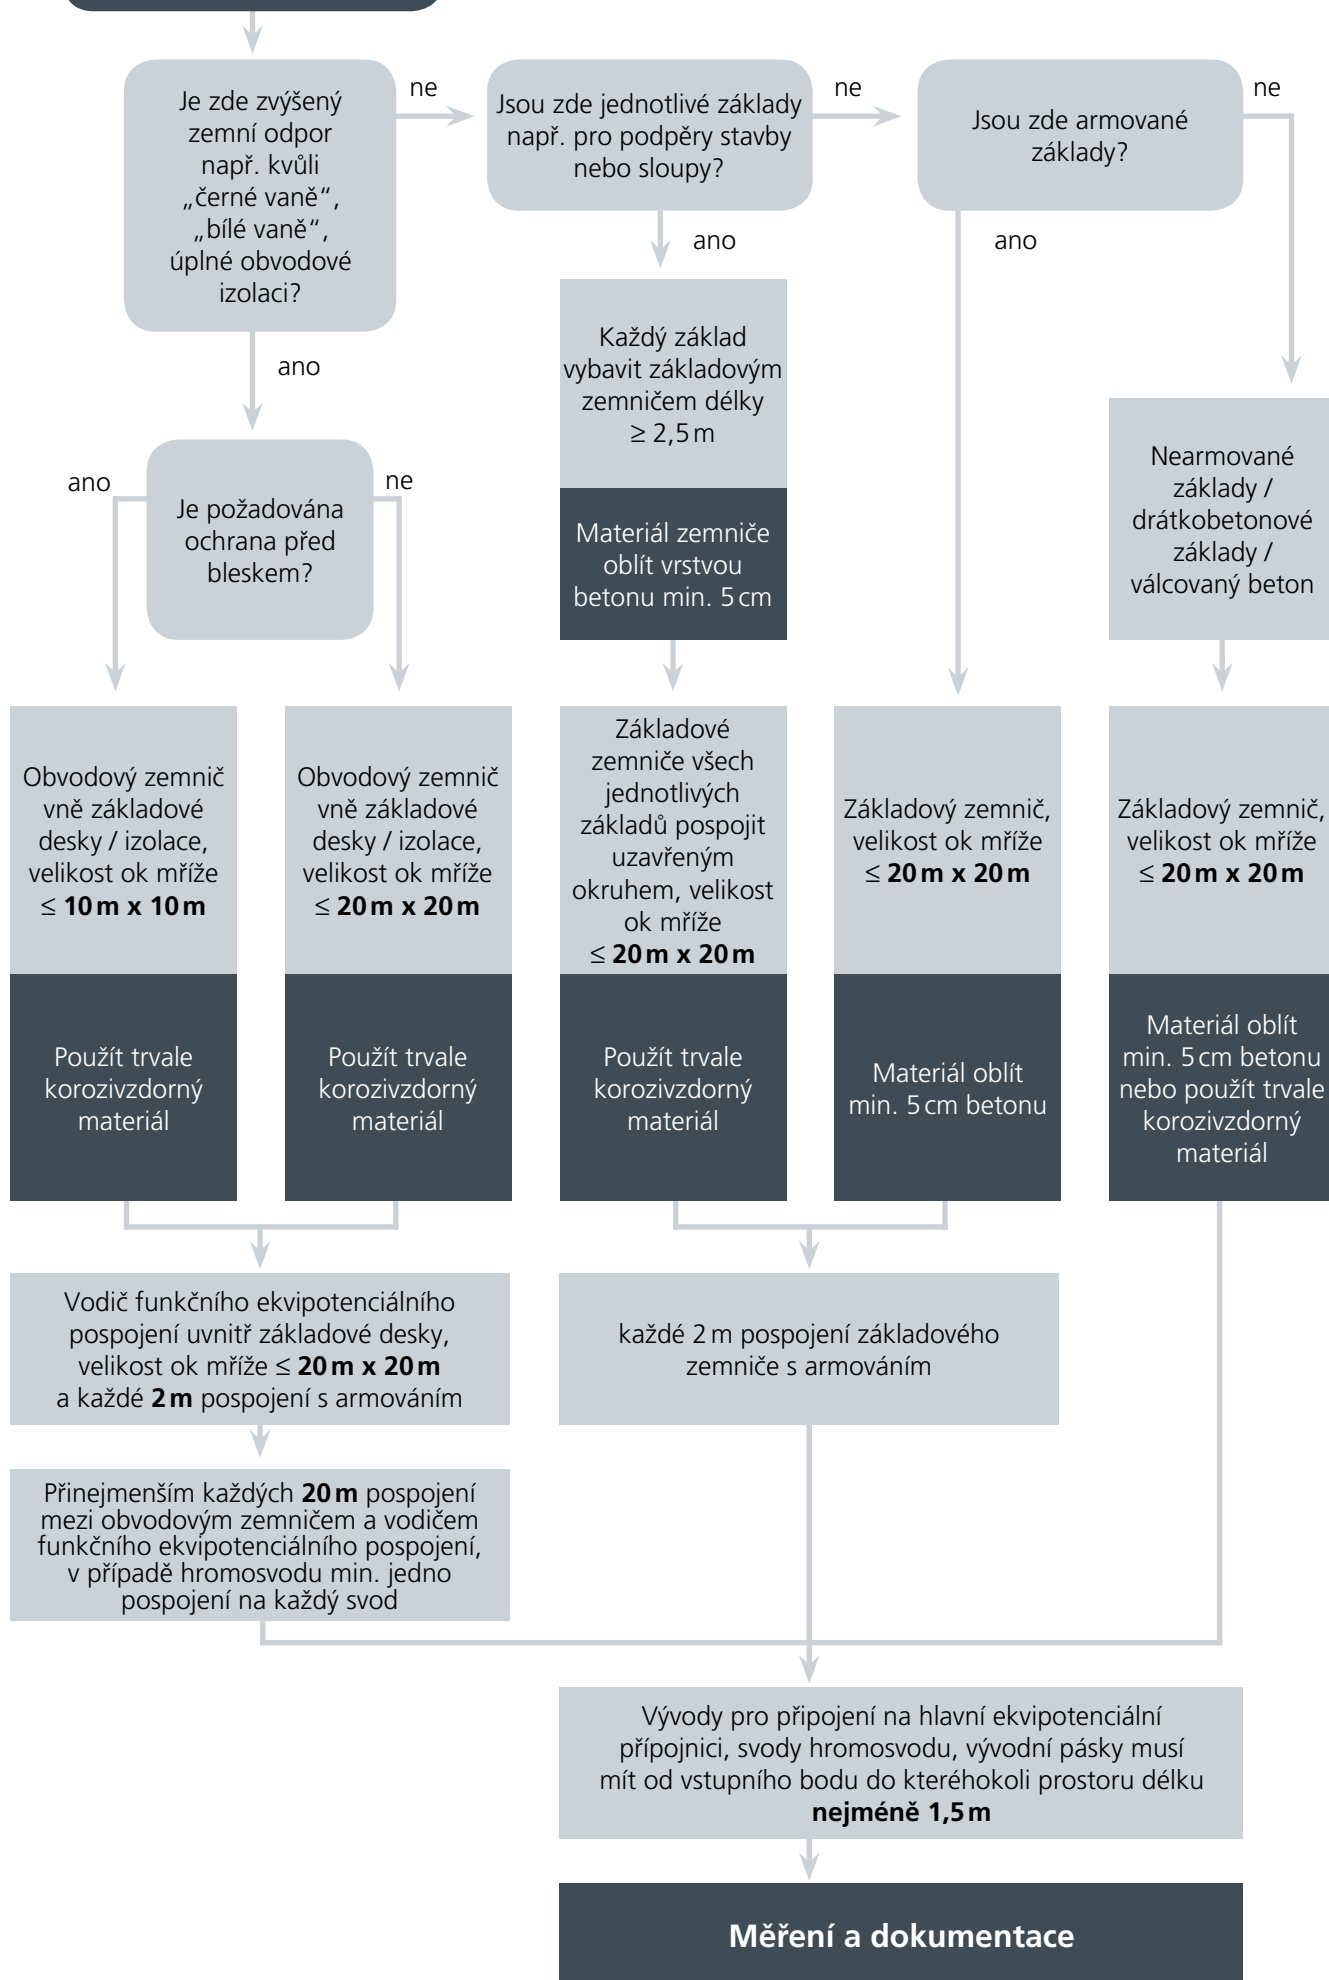 Je zde zvýšený
zemní odpor
např. kvůli
„černé vaně“,
„bílé vaně“,
úplné obvodové
izolaci?
ne
Jsou zde jednotlivé základy
např. pro podpěry stavby
nebo sloupy?
ne
Jsou zde armované
základy?
ne
ano
ano
ano
Každý základ
vybavit základovým
zemničem délky
≥ 2,5 m
Materiál zemniče
oblít vrstvou
betonu min. 5 cm
Nearmované
základy /
drátkobetonové
základy /
válcovaný beton
ano
Je požadována
ochrana před
bleskem?
ne
Obvodový zemnič
vně základové
desky / izolace,
velikost ok mříže
≤ 10 m x 10 m
Použít trvale
korozivzdorný
materiál
Obvodový zemnič
vně základové
desky / izolace,
velikost ok mříže
≤ 20 m x 20 m
Použít trvale
korozivzdorný
materiál
Základové
zemniče všech
jednotlivých
základů pospojit
uzavřeným
okruhem, velikost
ok mříže
≤ 20 m x 20 m
Použít trvale
korozivzdorný
materiál
Základový zemnič,
velikost ok mříže
≤ 20 m x 20 m
Materiál oblít
min. 5 cm betonu
Základový zemnič,
velikost ok mříže
≤ 20 m x 20 m
Materiál oblít
min. 5 cm betonu
nebo použít trvale
korozivzdorný
materiál
Vodič funkčního ekvipotenciálního
pospojení uvnitř základové desky,
velikost ok mříže ≤ 20 m x 20 m
a každé 2 m pospojení s armováním
každé 2 m pospojení základového
zemniče s armováním
Přinejmenším každých 20 m pospojení
mezi obvodovým zemničem a vodičem
funkčního ekvipotenciálního pospojení,
v případě hromosvodu min. jedno
pospojení na každý svod
Vývody pro připojení na hlavní ekvipotenciální
přípojnici, svody hromosvodu, vývodní pásky musí
mít od vstupního bodu do kteréhokoli prostoru délku
nejméně 1,5 m
Měření a dokumentace